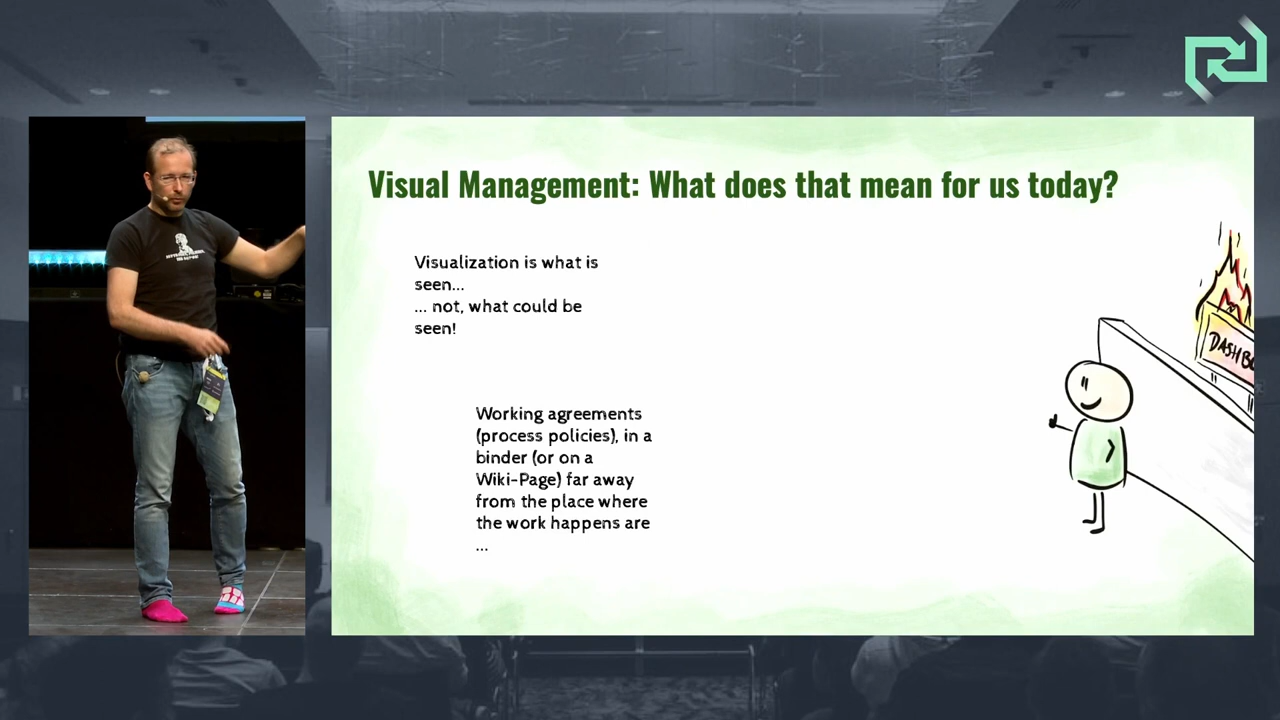 Visual Management: What does that mean for us today?
Visualization is what is
seen...
... not, what could be
seen!
Working agreements
(process policies), in a
binder (or on a
Wiki-Page) far away
from the place where
the work happens are
...
DASHBO